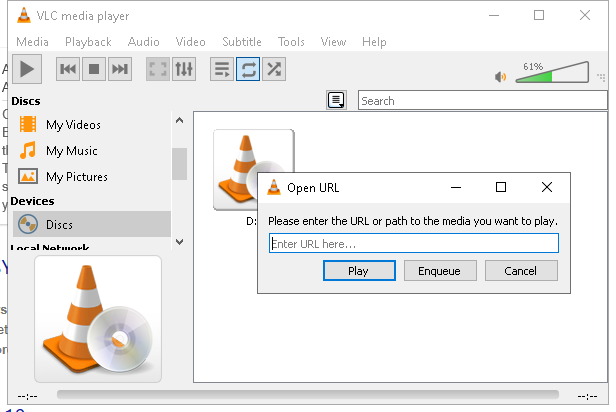 VLC media player
Media Playback Audio Video Subtitle Tools View Help
61%
Discs
Search
My Videos
My Music
My Pictures
Devices
Discs
Local Network
D:
Open URL
Please enter the URL or path to the media you want to play.
Enter URL here...
Play Enqueue Cancel
--:-- --:--